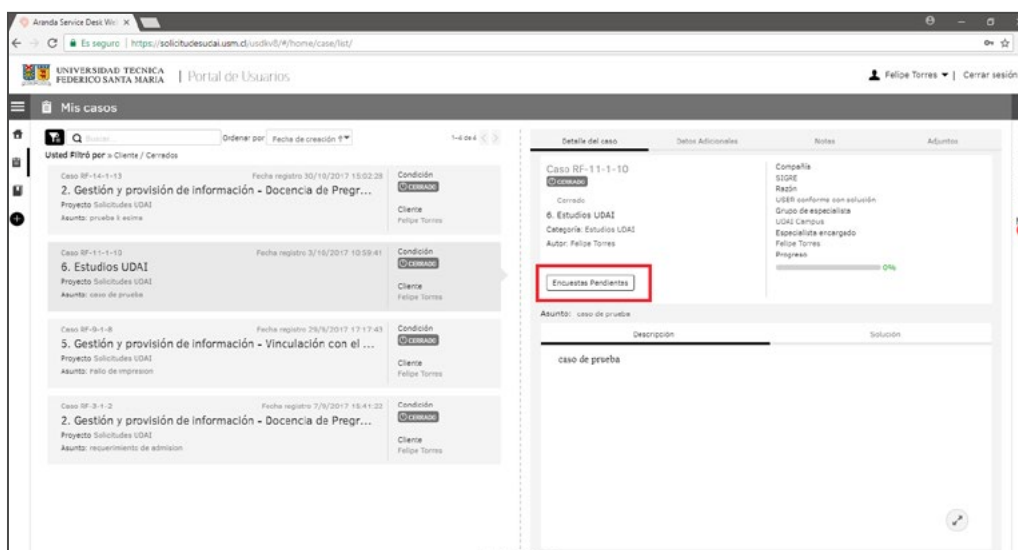 Aranda Service Desk We
Es seguro | https://solicitudesudai.usm.cl/usdkv8/#/home/case/list/
UNIVERSIDAD TECNICA
FEDERICO SANTA MARIA
Portal de Usuarios
Felipe Torres | Cerrar sesión
Mis casos
Buscar...
Ordenar por Fecha de creación
1-4 de 4
Usted Filtró por > Cliente / Cerrados
Caso RF-14-1-13 Fecha registro 30/10/2017 15:02:28
2. Gestión y provisión de información - Docencia de Pregr...
Proyecto Solicitudes UDAI
Asunto: prueba
Condición
CERRADO
Cliente
Felipe Torres
Caso RF-11-1-10 Fecha registro 3/10/2017 10:59:41
6. Estudios UDAI
Proyecto Solicitudes UDAI
Asunto: caso de prueba
Condición
CERRADO
Cliente
Felipe Torres
Caso RF-9-1-8 Fecha registro 29/9/2017 17:17:43
5. Gestión y provisión de información - Vinculación con el ...
Proyecto Solicitudes UDAI
Asunto: Fallo de impresion
Condición
CERRADO
Cliente
Felipe Torres
Caso RF-3-1-2 Fecha registro 7/9/2017 15:41:22
2. Gestión y provisión de información - Docencia de Pregr...
Proyecto Solicitudes UDAI
Asunto: requerimiento de admision
Condición
CERRADO
Cliente
Felipe Torres
Detalle del caso
Datos Adicionales
Notas
Adjuntos
Caso RF-11-1-10
CERRADO
Cerrado
6. Estudios UDAI
Categoría: Estudios UDAI
Autor: Felipe Torres
Encuestas Pendientes
Compañía
SIGRE
Razón
USER conforme con solución
Grupo de especialista
UDAI Campus
Especialista encargado
Felipe Torres
Progreso
0%
Asunto: caso de prueba
Descripción
Solución
caso de prueba